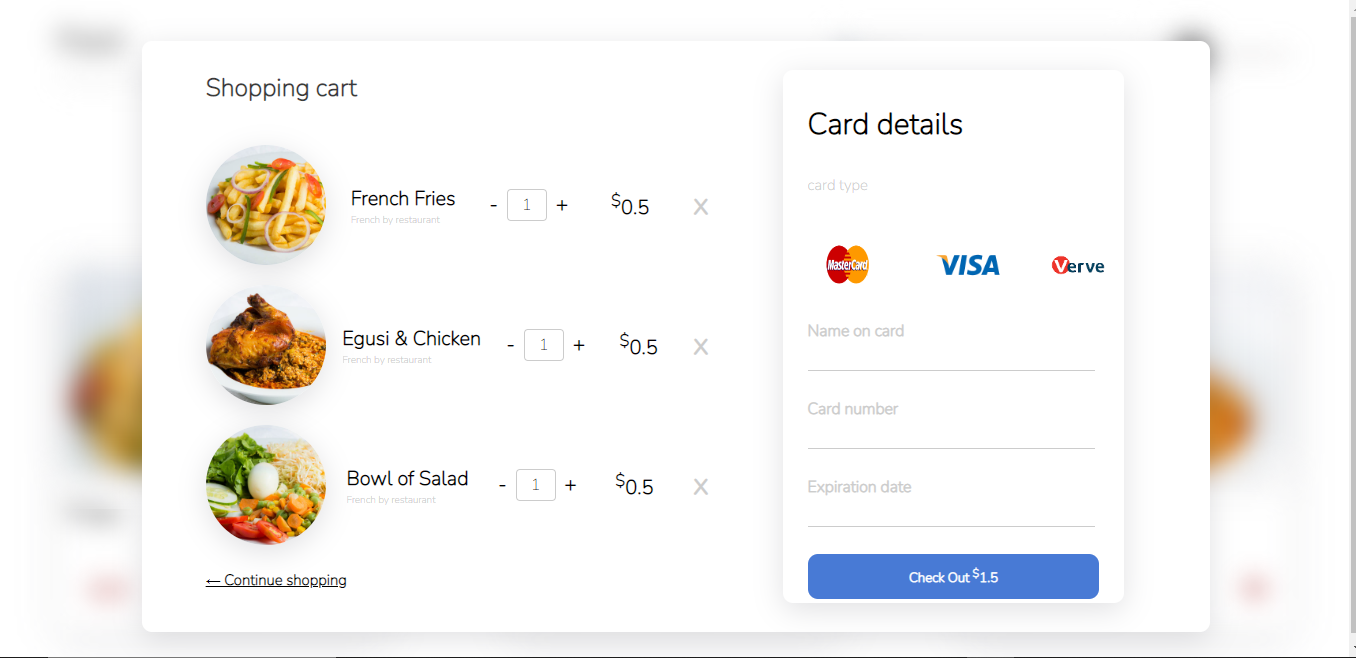 Shopping cart
French Fries
French by restaurant
- 1 +
$0.5
X
Egusi & Chicken
French by restaurant
- 1 +
$0.5
X
Bowl of Salad
French by restaurant
- 1 +
$0.5
X
← Continue shopping
Card details
card type
MasterCard
VISA
Verve
Name on card
Card number
Expiration date
Check Out $1.5